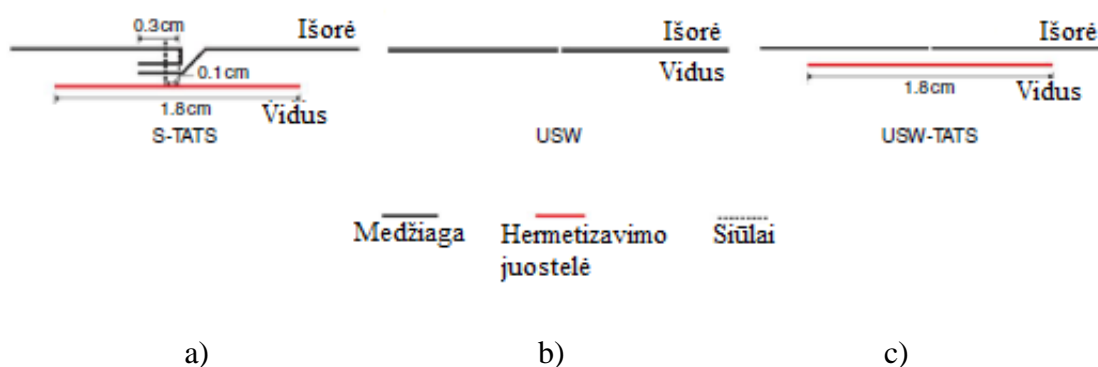 0.3cm
Išorė
0.1cm
1.8cm
Vidus
S-TATS
Išorė
Vidus
USW
Išorė
1.8cm
Vidus
USW-TATS
Medžiaga
Hermetizavimo
juostelė
Siūlai
a)
b)
c)